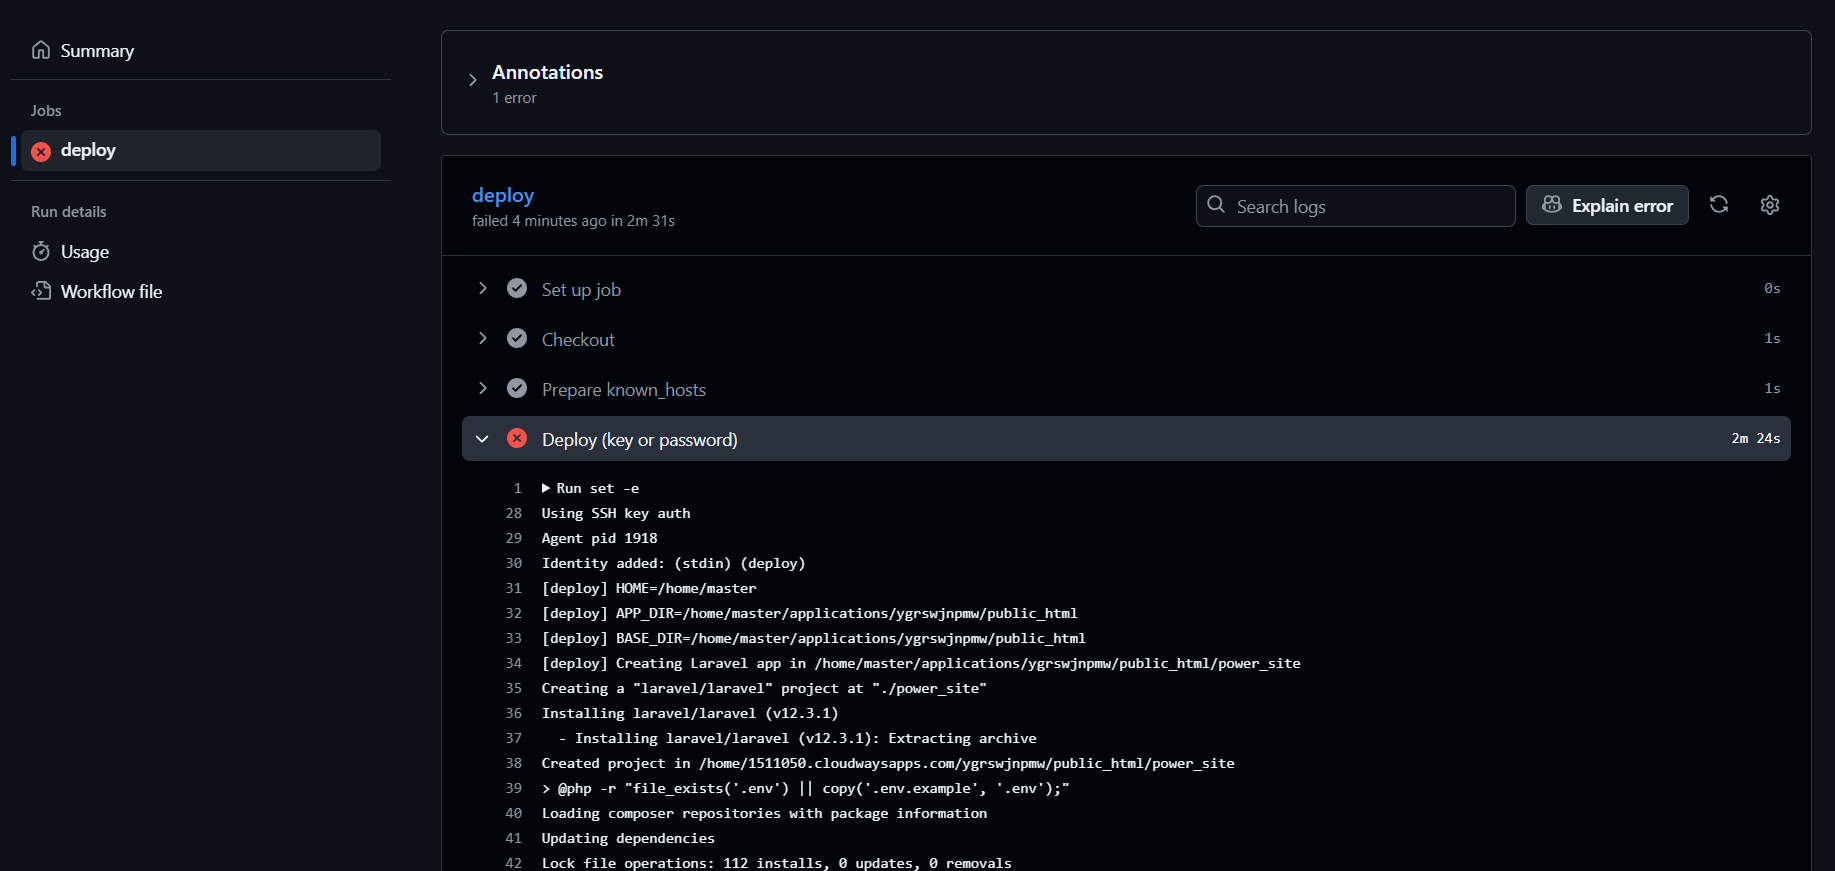 Summary
Jobs
deploy
Run details
Usage
Workflow file
Annotations
1 error
deploy
failed 4 minutes ago in 2m 31s
Search logs
Explain error
Set up job 0s
Checkout 1s
Prepare known_hosts 1s
Deploy (key or password) 2m 24s
1 Run set -e
28 Using SSH key auth
29 Agent pid 1918
30 Identity added: (stdin) (deploy)
31 [deploy] HOME=/home/master
32 [deploy] APP_DIR=/home/master/applications/ygrswjnpmw/public_html
33 [deploy] BASE_DIR=/home/master/applications/ygrswjnpmw/public_html
34 [deploy] Creating Laravel app in /home/master/applications/ygrswjnpmw/public_html/power_site
35 Creating a "laravel/laravel" project at "./power_site"
36 Installing laravel/laravel (v12.3.1)
37 - Installing laravel/laravel (v12.3.1): Extracting archive
38 Created project in /home/1511050.cloudwaysapps.com/ygrswjnpmw/public_html/power_site
39 > @php -r "file_exists('.env') || copy('.env.example', '.env');"
40 Loading composer repositories with package information
41 Updating dependencies
42 Lock file operations: 112 installs, 0 updates, 0 removals